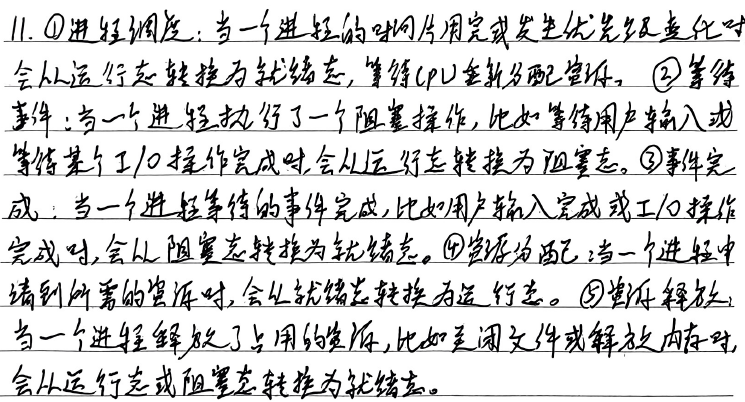 11. ①进程调度：当一个进程的时间片用完或发生优先级变化时
会从运行态转换为就绪态，等待CPU重新分配资源。②等待
事件：当一个进程执行了一个阻塞操作，比如等待用户输入或
等待某个I/O操作完成时，会从运行态转换为阻塞态。③事件完
成：当一个进程等待的事件完成，比如用户输入完成或I/O操作
完成时，会从阻塞态转换为就绪态。④资源分配：当一个进程申
请到所需的资源时，会从就绪态转换为运行态。⑤资源释放：
当一个进程释放了占用的资源，比如关闭文件或释放内存时，
会从运行态或阻塞态转换为就绪态。